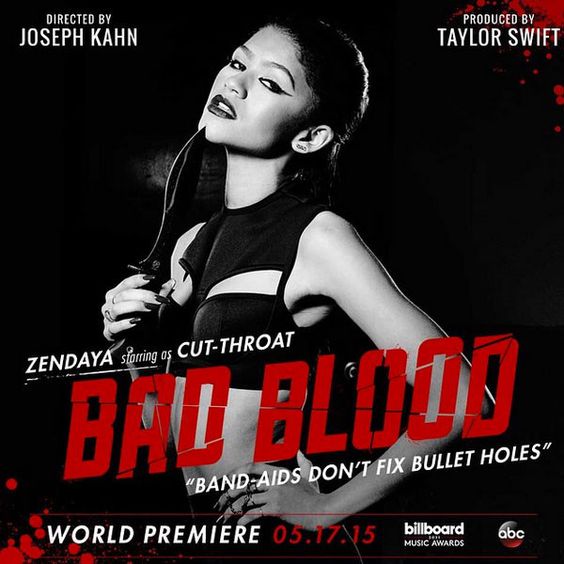 DIRECTED BY
JOSEPH KAHN
PRODUCED BY
TAYLOR SWIFT
ZENDAYA starring as CUT-THROAT
BAD BLOOD
“BAND-AIDS DON’T FIX BULLET HOLES”
WORLD PREMIERE 05.17.15
billboard
2015
MUSIC AWARDS
abc